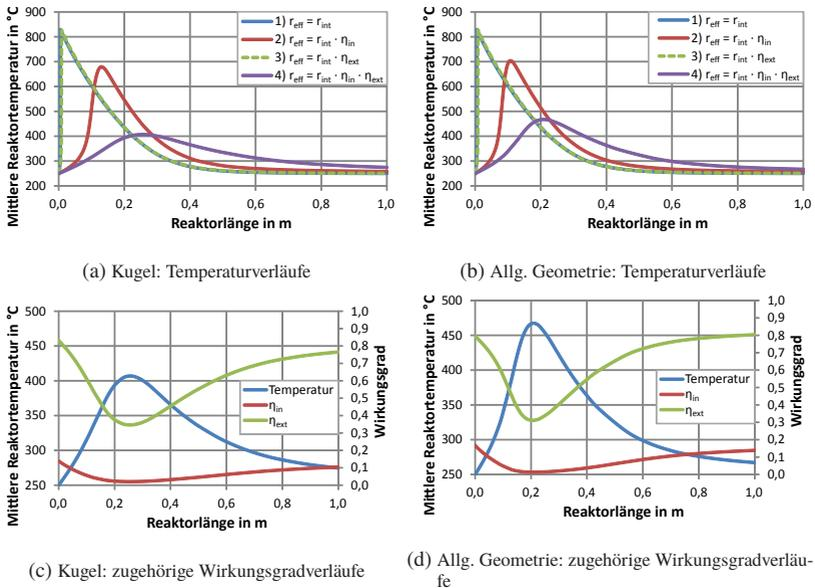 Mittlere Reaktortemperatur in °C
900
800
700
600
500
400
300
200
0,0 0,2 0,4 0,6 0,8 1,0
Reaktorlänge in m
1) r_eff = r_int
2) r_eff = r_int · η_in
3) r_eff = r_int · η_ext
4) r_eff = r_int · η_in · η_ext
(a) Kugel: Temperaturverläufe
Mittlere Reaktortemperatur in °C
900
800
700
600
500
400
300
200
0,0 0,2 0,4 0,6 0,8 1,0
Reaktorlänge in m
1) r_eff = r_int
2) r_eff = r_int · η_in
3) r_eff = r_int · η_ext
4) r_eff = r_int · η_in · η_ext
(b) Allg. Geometrie: Temperaturverläufe
Mittlere Reaktortemperatur in °C
500
450
400
350
300
250
0,0 0,2 0,4 0,6 0,8 1,0
Reaktorlänge in m
1,0
0,9
0,8
0,7
0,6
0,5
0,4
0,3
0,2
0,1
0,0
Wirkungsgrad
Temperatur
η_in
η_ext
(c) Kugel: zugehörige Wirkungsgradverläufe
Mittlere Reaktortemperatur in °C
500
450
400
350
300
250
0,0 0,2 0,4 0,6 0,8 1,0
Reaktorlänge in m
1,0
0,9
0,8
0,7
0,6
0,5
0,4
0,3
0,2
0,1
0,0
Wirkungsgrad
Temperatur
η_in
η_ext
(d) Allg. Geometrie: zugehörige Wirkungsgradverläu-
fe